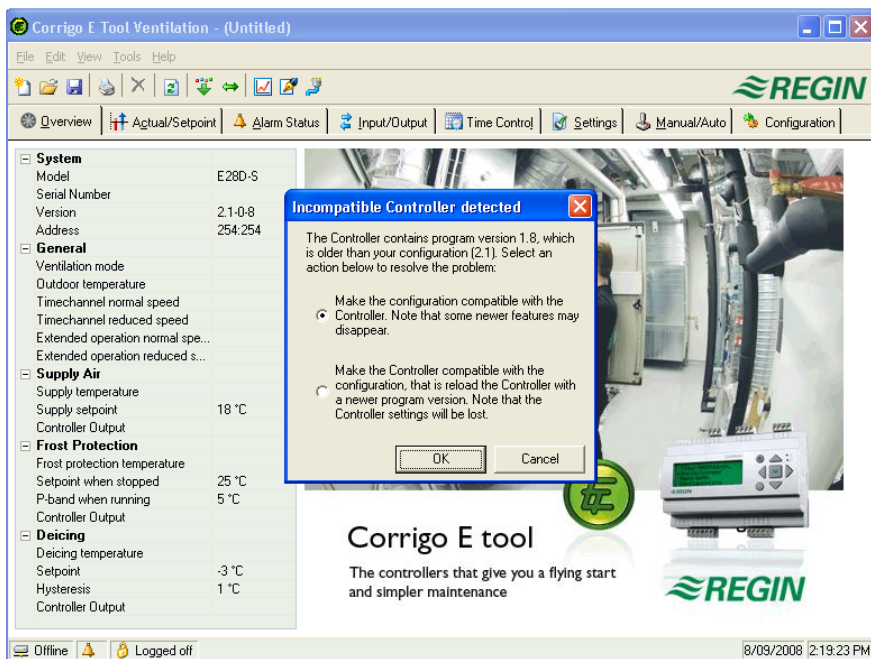 Corrigo E Tool Ventilation - (Untitled)
File Edit View Tools Help
REGIN
Overview Actual/Setpoint Alarm Status Input/Output Time Control Settings Manual/Auto Configuration
System
Model E28D-S
Serial Number
Version 2.1-0-8
Address 254:254
General
Ventilation mode
Outdoor temperature
Timechannel normal speed
Timechannel reduced speed
Extended operation normal spe...
Extended operation reduced s...
Supply Air
Supply temperature
Supply setpoint 18 °C
Controller Output
Frost Protection
Frost protection temperature
Setpoint when stopped 25 °C
P-band when running 5 °C
Controller Output
Deicing
Deicing temperature
Setpoint -3 °C
Hysteresis 1 °C
Controller Output
Incompatible Controller detected
The Controller contains program version 1.8, which
is older than your configuration (2.1). Select an
action below to resolve the problem:
Make the configuration compatible with the
Controller. Note that some newer features may
disappear.
Make the Controller compatible with the
configuration, that is reload the Controller with
a newer program version. Note that the
Controller settings will be lost.
OK Cancel
Corrigo E tool
The controllers that give you a flying start
and simpler maintenance
REGIN
REGIN
Offline Logged off 8/09/2008 2:19:23 PM